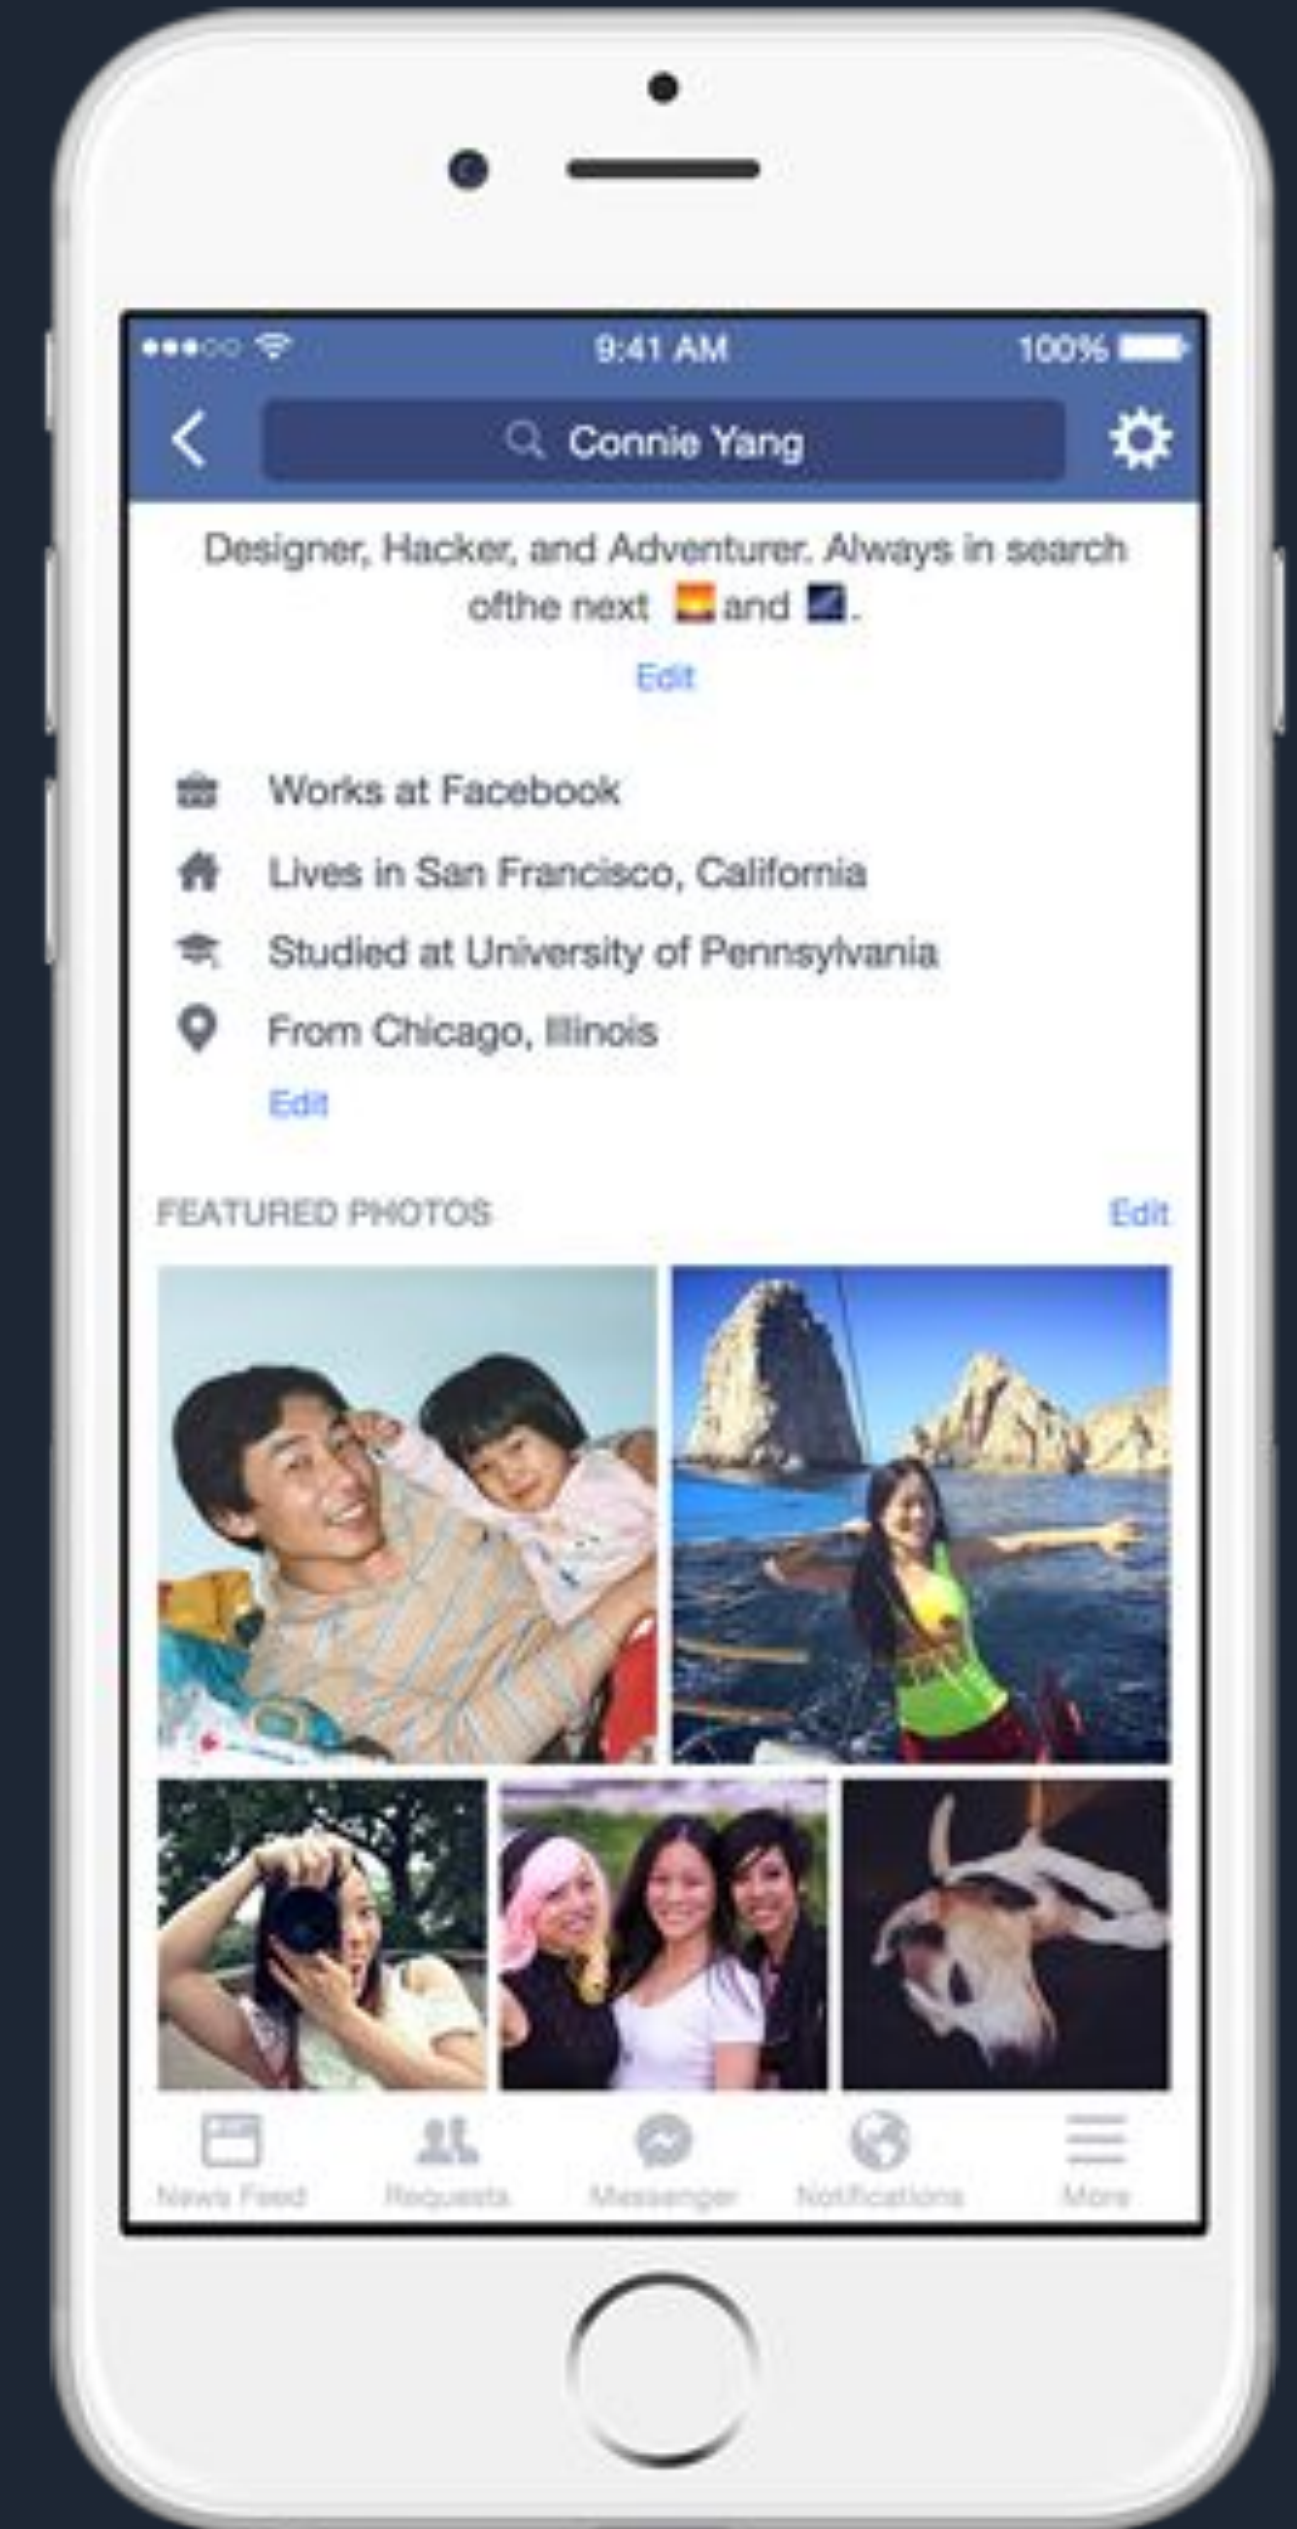 9:41 AM 100%
Connie Yang
Designer, Hacker, and Adventurer. Always in search
ofthe next 🌅 and 🌌.
Edit
Works at Facebook
Lives in San Francisco, California
Studied at University of Pennsylvania
From Chicago, Illinois
Edit
FEATURED PHOTOS Edit
News Feed Requests Messenger Notifications More